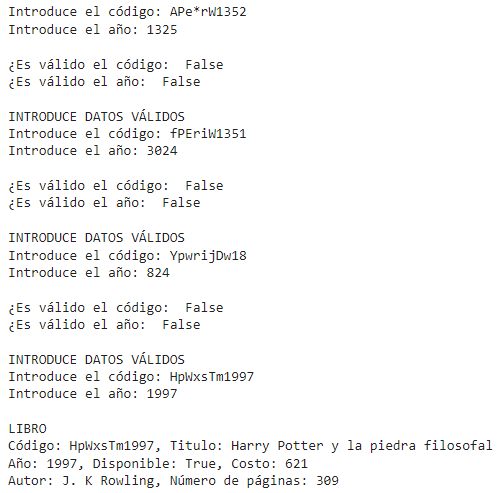 Introduce el código: APe*rW1352
Introduce el año: 1325
¿Es válido el código:  False
¿Es válido el año:  False
INTRODUCE DATOS VÁLIDOS
Introduce el código: fPEriW1351
Introduce el año: 3024
¿Es válido el código:  False
¿Es válido el año:  False
INTRODUCE DATOS VÁLIDOS
Introduce el código: YpwrijDw18
Introduce el año: 824
¿Es válido el código:  False
¿Es válido el año:  False
INTRODUCE DATOS VÁLIDOS
Introduce el código: HpWxsTm1997
Introduce el año: 1997
LIBRO
Código: HpWxsTm1997, Titulo: Harry Potter y la piedra filosofal
Año: 1997, Disponible: True, Costo: 621
Autor: J. K Rowling, Número de páginas: 309